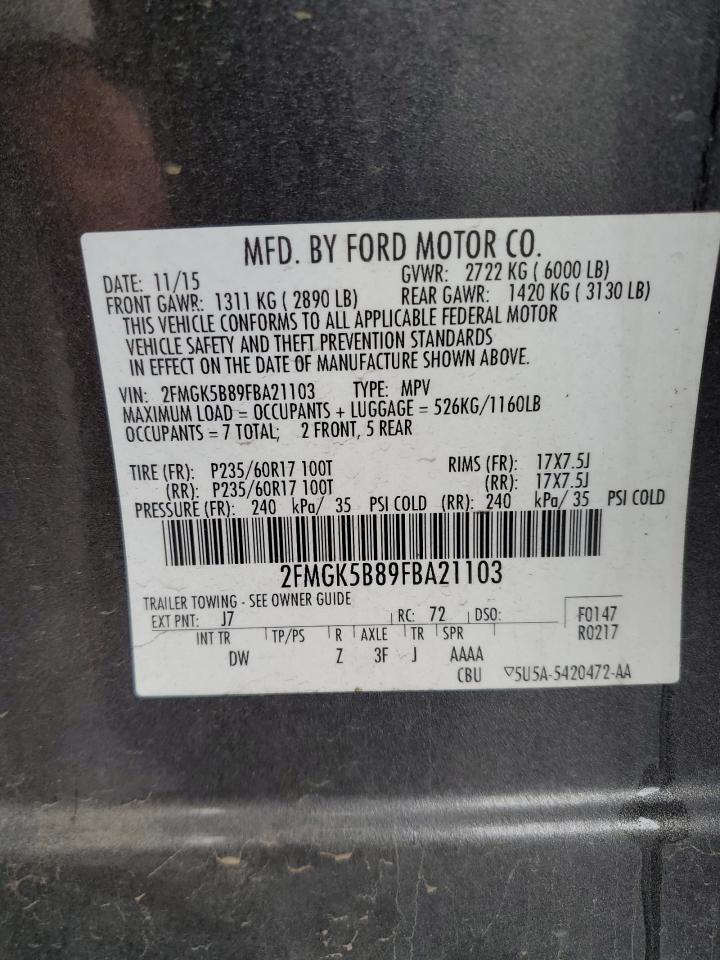 MFD. BY FORD MOTOR CO.
DATE: 11/15 GVWR: 2722 KG ( 6000 LB)
FRONT GAWR: 1311 KG ( 2890 LB) REAR GAWR: 1420 KG ( 3130 LB)
THIS VEHICLE CONFORMS TO ALL APPLICABLE FEDERAL MOTOR
VEHICLE SAFETY AND THEFT PREVENTION STANDARDS
IN EFFECT ON THE DATE OF MANUFACTURE SHOWN ABOVE.
VIN: 2FMGK5B89FBA21103 TYPE: MPV
MAXIMUM LOAD = OCCUPANTS + LUGGAGE = 526KG/1160LB
OCCUPANTS = 7 TOTAL; 2 FRONT, 5 REAR
TIRE (FR): P235/60R17 100T RIMS (FR): 17X7.5J
(RR): P235/60R17 100T (RR): 17X7.5J
PRESSURE (FR): 240 kPa/ 35 PSI COLD (RR): 240 kPa/ 35 PSI COLD
2FMGK5B89FBA21103
TRAILER TOWING - SEE OWNER GUIDE
EXT PNT: J7 RC: 72 DSO: F0147
INT TR TP/PS R AXLE TR SPR R0217
DW Z 3F J AAAA
CBU ▽5U5A-5420472-AA